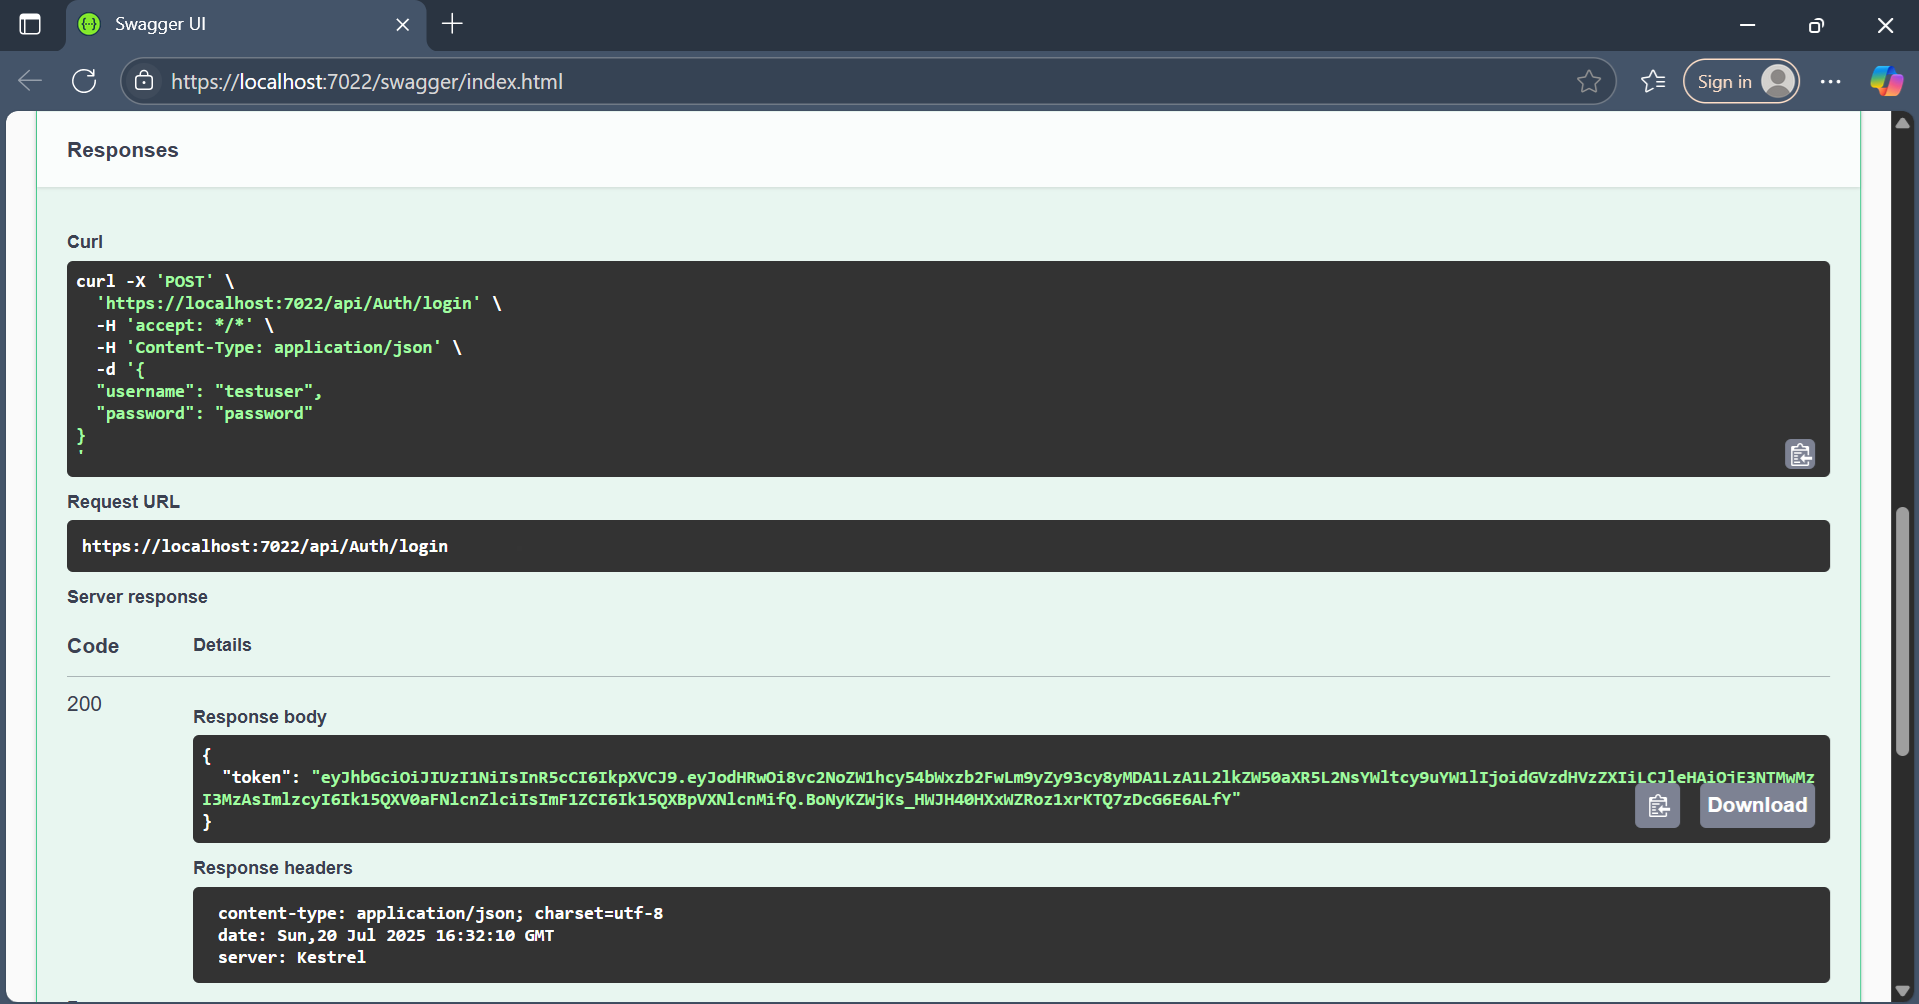 Swagger UI
https://localhost:7022/swagger/index.html
Sign in
Responses
Curl
curl -X 'POST' \
'https://localhost:7022/api/Auth/login' \
-H 'accept: */*' \
-H 'Content-Type: application/json' \
-d '{
"username": "testuser",
"password": "password"
}
'
Request URL
https://localhost:7022/api/Auth/login
Server response
Code Details
200
Response body
{
"token": "eyJhbGciOiJIUzI1NiIsInR5cCI6IkpXVCJ9.eyJodHRwOi8vc2NoZW1hcy54bWxzb2FwLm9yZy93cy8yMDA1LzA1L2lkZW50aXR5L2NsYWltcy9uYW1lIjoidGVzdHVzZXIiLCJleHAiOjE3NTMwMz
I3MzAsImlzcyI6Ik15QXV0aFNlcnZlciIsImF1ZCI6Ik15QXBpVXNlcnMifQ.BoNyKZWjKs_HWJH40HXxWZRoz1xrKTQ7zDcG6E6ALfY"
}
Download
Response headers
content-type: application/json; charset=utf-8
date: Sun,20 Jul 2025 16:32:10 GMT
server: Kestrel